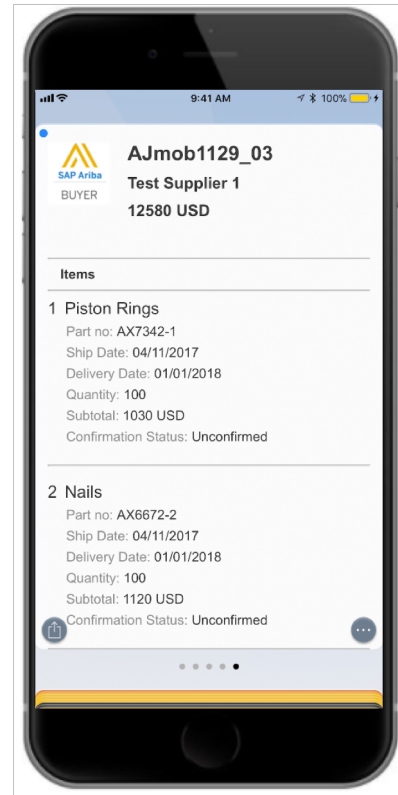 9:41 AM
100%
SAP Ariba
BUYER
AJmob1129_03
Test Supplier 1
12580 USD
Items
1 Piston Rings
Part no: AX7342-1
Ship Date: 04/11/2017
Delivery Date: 01/01/2018
Quantity: 100
Subtotal: 1030 USD
Confirmation Status: Unconfirmed
2 Nails
Part no: AX6672-2
Ship Date: 04/11/2017
Delivery Date: 01/01/2018
Quantity: 100
Subtotal: 1120 USD
Confirmation Status: Unconfirmed